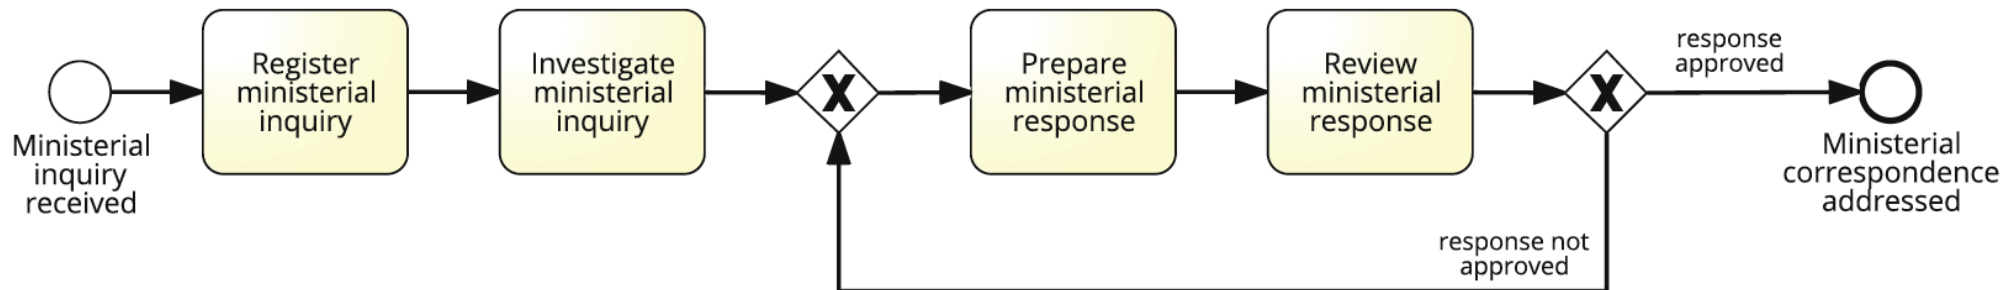 Ministerial
inquiry
received
Register
ministerial
inquiry
Investigate
ministerial
inquiry
X
Prepare
ministerial
response
Review
ministerial
response
X
response
approved
response not
approved
Ministerial
correspondence
addressed